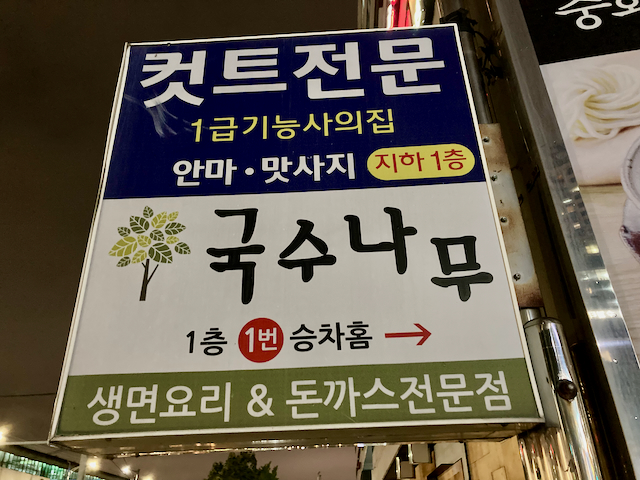 컷트전문
1급기능사의집
안마·맛사지 지하1층
국수나무
1층 1번 승차홈 →
생면요리 & 돈까스전문점